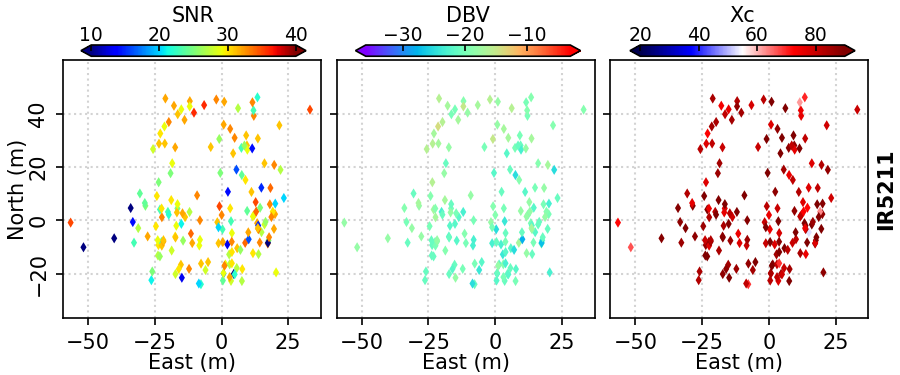 SNR DBV Xc
10 20 30 40 −30 −20 −10 20 40 60 80
40
20
0
−20
North (m)
IR5211
−50 −25 0 25 −50 −25 0 25 −50 −25 0 25
East (m) East (m) East (m)